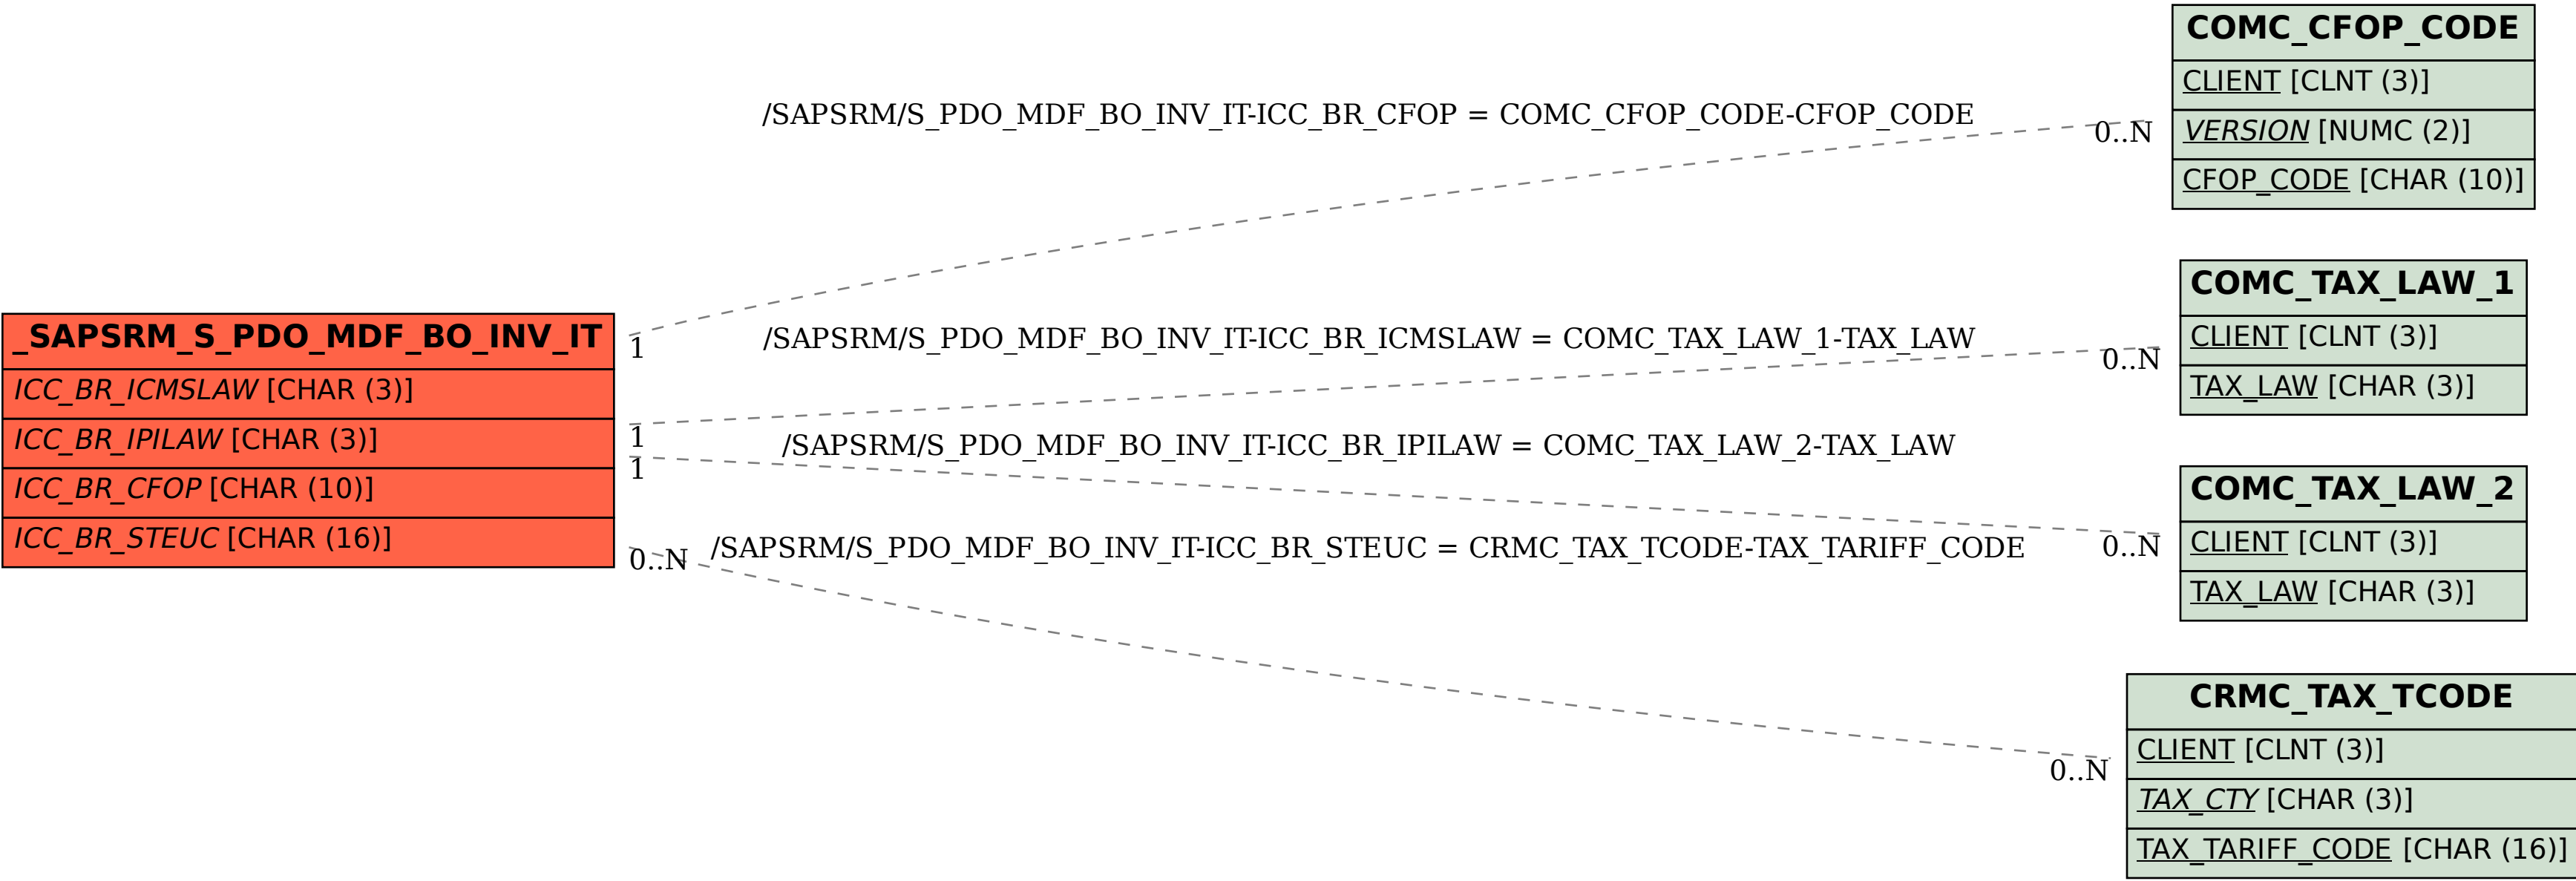 _SAPSRM_S_PDO_MDF_BO_INV_IT
ICC_BR_ICMSLAW [CHAR (3)]
ICC_BR_IPILAW [CHAR (3)]
ICC_BR_CFOP [CHAR (10)]
ICC_BR_STEUC [CHAR (16)]
/SAPSRM/S_PDO_MDF_BO_INV_IT-ICC_BR_CFOP = COMC_CFOP_CODE-CFOP_CODE
1
0..N
/SAPSRM/S_PDO_MDF_BO_INV_IT-ICC_BR_ICMSLAW = COMC_TAX_LAW_1-TAX_LAW
1
0..N
/SAPSRM/S_PDO_MDF_BO_INV_IT-ICC_BR_IPILAW = COMC_TAX_LAW_2-TAX_LAW
1
0..N
/SAPSRM/S_PDO_MDF_BO_INV_IT-ICC_BR_STEUC = CRMC_TAX_TCODE-TAX_TARIFF_CODE
0..N
0..N
COMC_CFOP_CODE
CLIENT [CLNT (3)]
VERSION [NUMC (2)]
CFOP_CODE [CHAR (10)]
COMC_TAX_LAW_1
CLIENT [CLNT (3)]
TAX_LAW [CHAR (3)]
COMC_TAX_LAW_2
CLIENT [CLNT (3)]
TAX_LAW [CHAR (3)]
CRMC_TAX_TCODE
CLIENT [CLNT (3)]
TAX_CTY [CHAR (3)]
TAX_TARIFF_CODE [CHAR (16)]